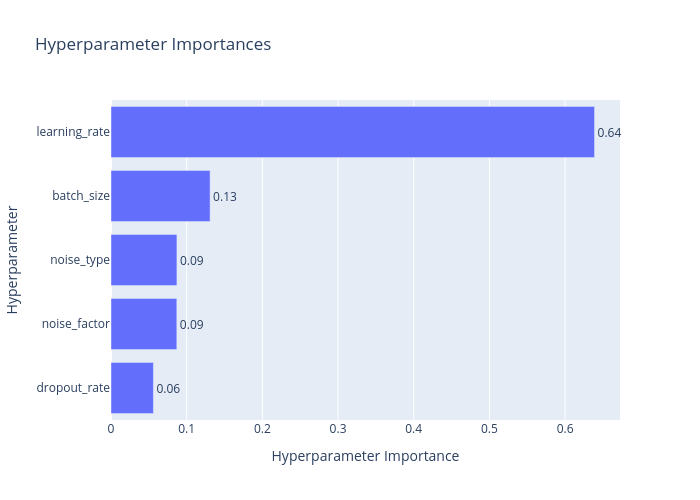 Hyperparameter Importances
Hyperparameter
learning_rate 0.64
batch_size 0.13
noise_type 0.09
noise_factor 0.09
dropout_rate 0.06
0 0.1 0.2 0.3 0.4 0.5 0.6
Hyperparameter Importance